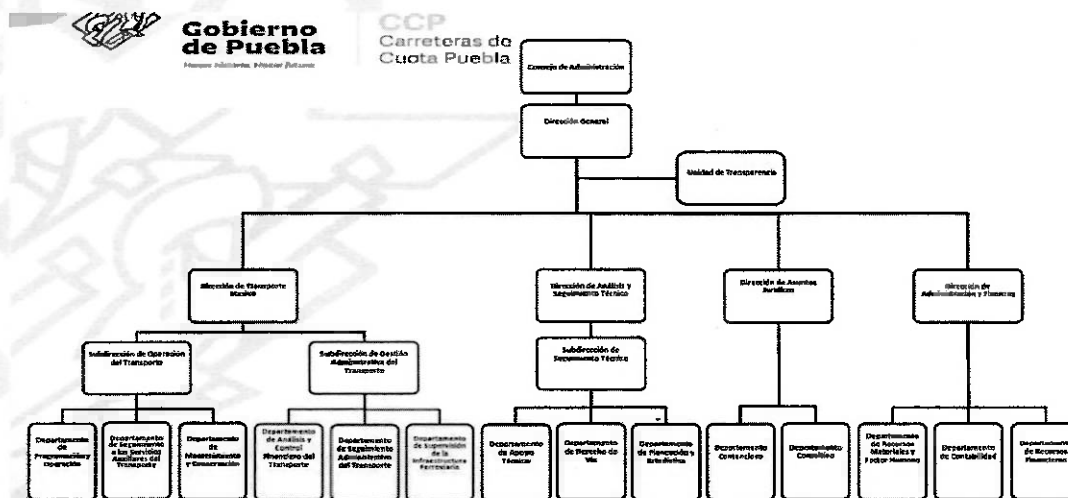 Gobierno
de Puebla
CCP
Carreteras de
Cuota Puebla
Consejo de Administración
Dirección General
Unidad de Transparencia
Dirección de Transporte
Masivo
Dirección de Análisis y
Seguimiento Técnico
Dirección de Asuntos
Jurídicos
Dirección de
Administración y Finanzas
Subdirección de Operación
del Transporte
Subdirección de Gestión
Administrativa del
Transporte
Subdirección de
Seguimiento Técnico
Departamento
de
Programación y
Operación
Departamento
de Seguimiento
a los Servicios
Auxiliares del
Transporte
Departamento
de
Mantenimiento
y Conservación
Departamento
de Análisis y
Control
Financiero del
Transporte
Departamento
de Seguimiento
Administrativo
del Transporte
Departamento
de Supervisión
de la
Infraestructura
Ferroviaria
Departamento
de Apoyo
Técnico
Departamento
de Derecho de
Vía
Departamento
de Planeación y
Estadística
Departamento
Contencioso
Departamento
Consultivo
Departamento
de Recursos
Materiales y
Factor Humano
Departamento
de Contabilidad
Departamento
de Recursos
Financieros